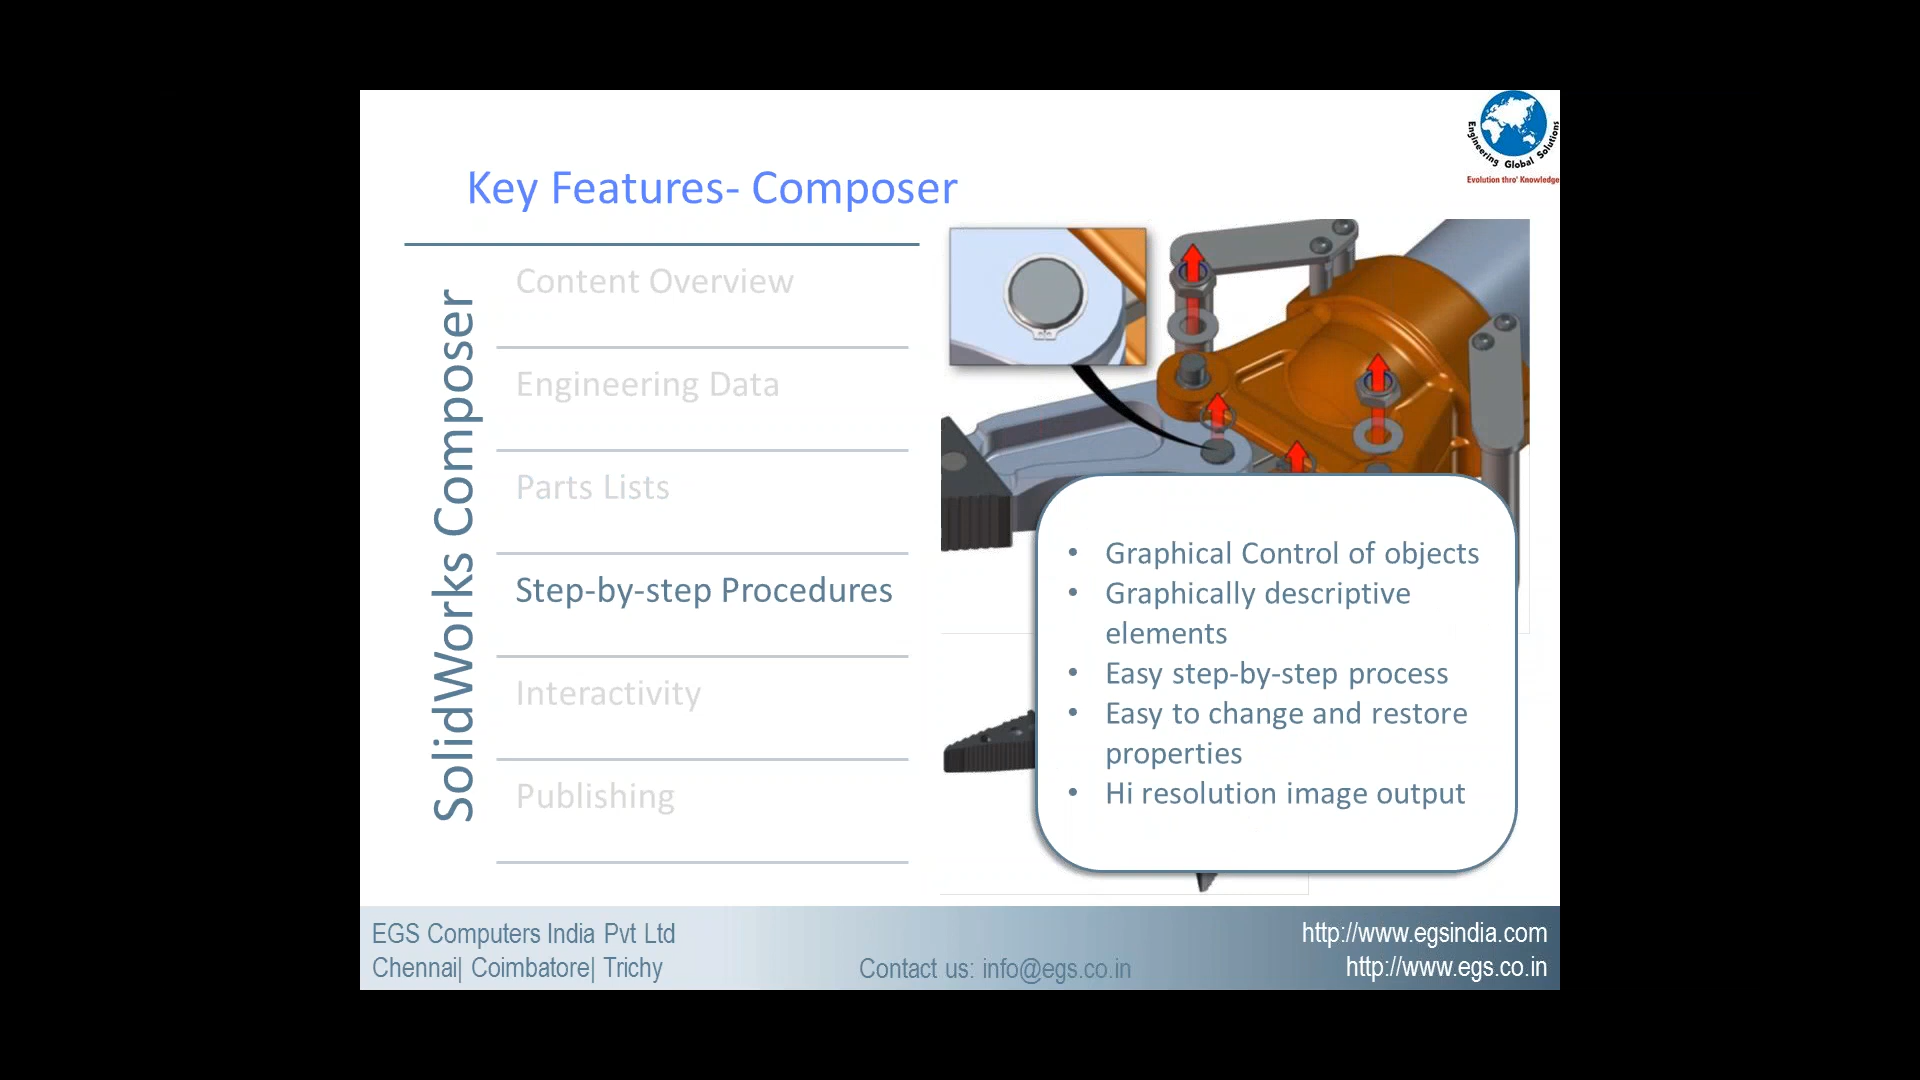 Engineering Global Solutions
Evolution thro' Knowledge
Key Features- Composer
SolidWorks Composer
Content Overview
Engineering Data
Parts Lists
Step-by-step Procedures
Interactivity
Publishing
• Graphical Control of objects
• Graphically descriptive
elements
• Easy step-by-step process
• Easy to change and restore
properties
• Hi resolution image output
EGS Computers India Pvt Ltd
Chennai| Coimbatore| Trichy
Contact us: info@egs.co.in
http://www.egsindia.com
http://www.egs.co.in